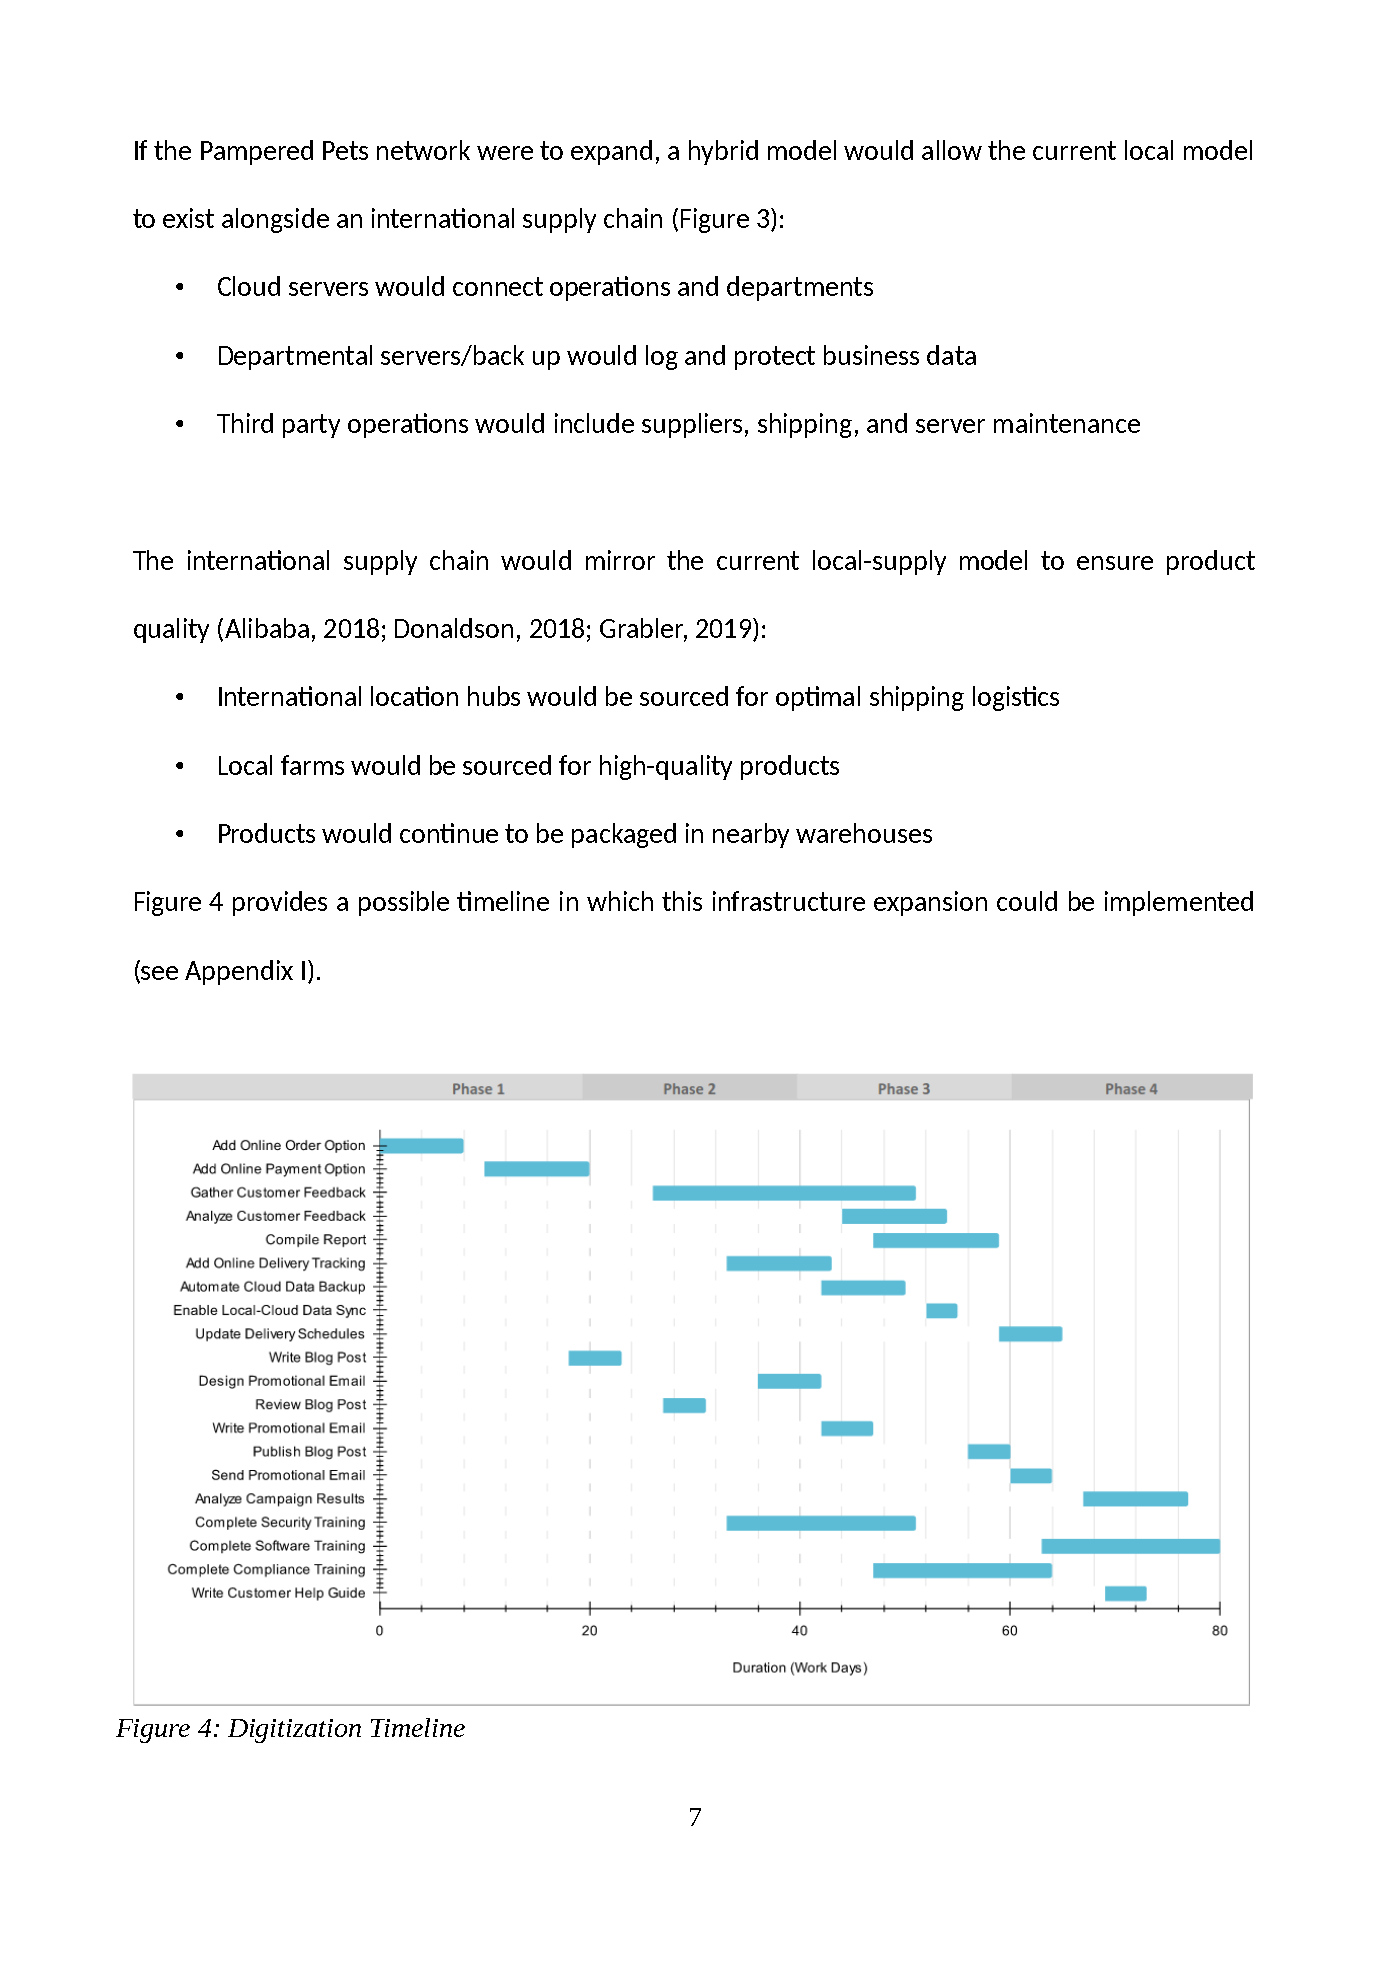 If the Pampered Pets network were to expand, a hybrid model would allow the current local model
to exist alongside an international supply chain (Figure 3):
• Cloud servers would connect operations and departments
• Departmental servers/back up would log and protect business data
• Third party operations would include suppliers, shipping, and server maintenance
The international supply chain would mirror the current local-supply model to ensure product
quality (Alibaba, 2018; Donaldson, 2018; Grabler, 2019):
• International location hubs would be sourced for optimal shipping logistics
• Local farms would be sourced for high-quality products
• Products would continue to be packaged in nearby warehouses
Figure 4 provides a possible timeline in which this infrastructure expansion could be implemented
(see Appendix I).
Phase 1 Phase 2 Phase 3 Phase 4
Add Online Order Option
Add Online Payment Option
Gather Customer Feedback
Analyze Customer Feedback
Compile Report
Add Online Delivery Tracking
Automate Cloud Data Backup
Enable Local-Cloud Data Sync
Update Delivery Schedules
Write Blog Post
Design Promotional Email
Review Blog Post
Write Promotional Email
Publish Blog Post
Send Promotional Email
Analyze Campaign Results
Complete Security Training
Complete Software Training
Complete Compliance Training
Write Customer Help Guide
0 20 40 60 80
Duration (Work Days)
Figure 4: Digitization Timeline
7